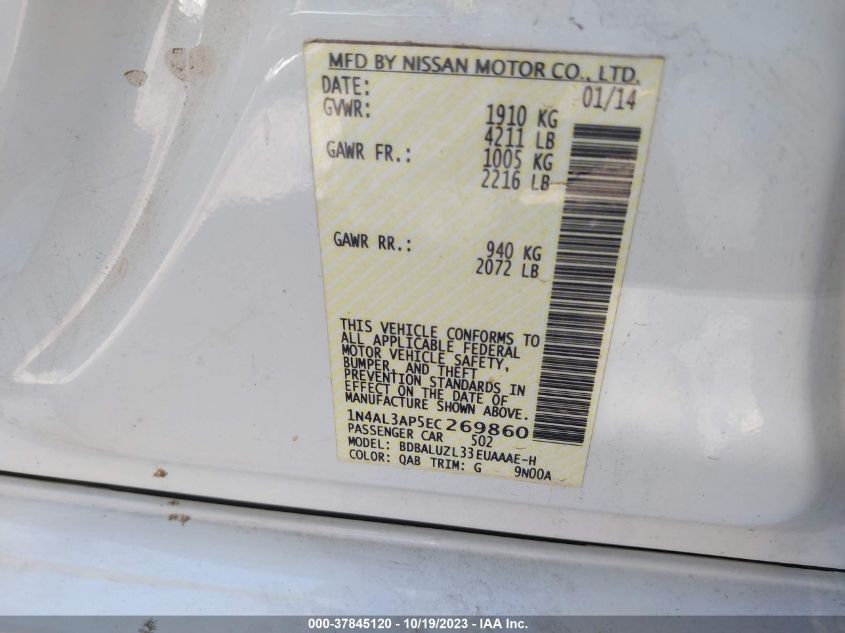 MFD BY NISSAN MOTOR CO., LTD.
DATE: 01/14
GVWR: 1910 KG
4211 LB
GAWR FR.: 1005 KG
2216 LB
GAWR RR.: 940 KG
2072 LB
THIS VEHICLE CONFORMS TO
ALL APPLICABLE FEDERAL
MOTOR VEHICLE SAFETY,
BUMPER, AND THEFT
PREVENTION STANDARDS IN
EFFECT ON THE DATE OF
MANUFACTURE SHOWN ABOVE.
1N4AL3AP5EC269860
PASSENGER CAR 502
MODEL: BDBALUZL33EUAAAE-H
COLOR: QAB TRIM: G 9N00A
000-37845120 - 10/19/2023 - IAA Inc.